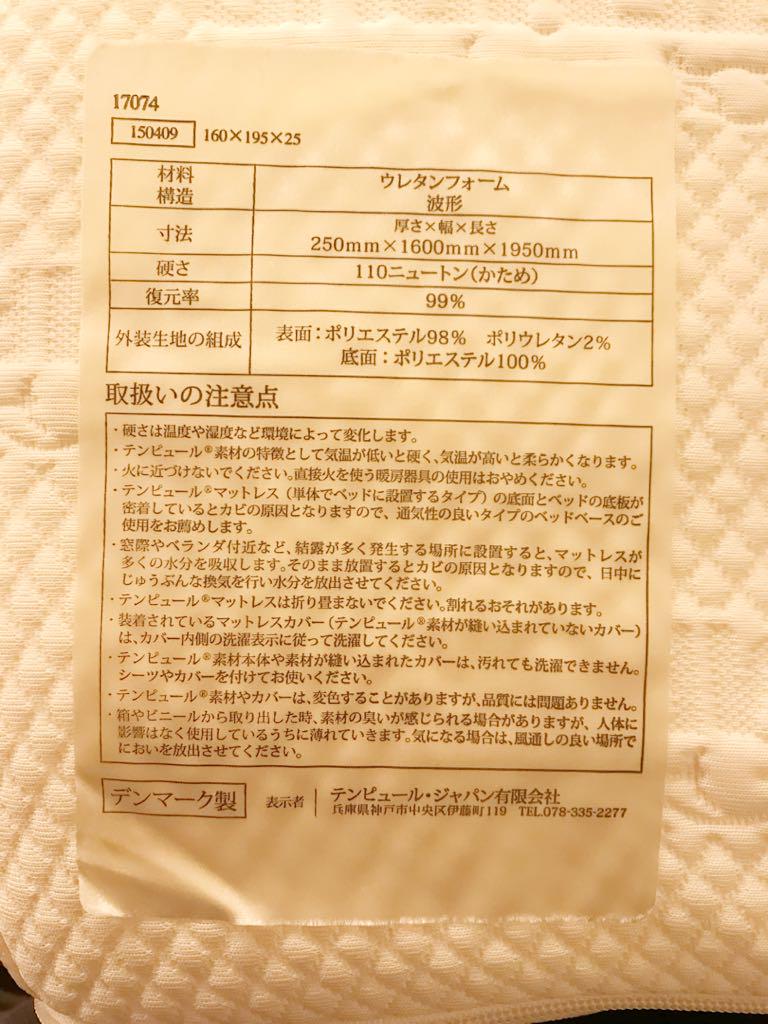 17074
150409 160×195×25
材料 ウレタンフォーム
構造 波形
寸法 厚さ×幅×長さ
250mm×1600mm×1950mm
硬さ 110ニュートン(かため)
復元率 99%
外装生地の組成 表面:ポリエステル98% ポリウレタン2%
底面:ポリエステル100%
取扱いの注意点
・硬さは温度や湿度など環境によって変化します。
・テンピュール®素材の特徴として気温が低いと硬く、気温が高いと柔らかくなります。
・火に近づけないでください。直接火を使う暖房器具の使用はおやめください。
・テンピュール®マットレス(単体でベッドに設置するタイプ)の底面とベッドの底板が
密着しているとカビの原因となりますので、通気性の良いタイプのベッドベースのご
使用をお薦めします。
・窓際やベランダ付近など、結露が多く発生する場所に設置すると、マットレスが
多くの水分を吸収します。そのまま放置するとカビの原因となりますので、日中に
じゅうぶんな換気を行い水分を放出させてください。
・テンピュール®マットレスは折り畳まないでください。割れるおそれがあります。
・装着されているマットレスカバー(テンピュール®素材が縫い込まれていないカバー)
は、カバー内側の洗濯表示に従って洗濯してください。
・テンピュール®素材本体や素材が縫い込まれたカバーは、汚れても洗濯できません。
シーツやカバーを付けてお使いください。
・テンピュール®素材やカバーは、変色することがありますが、品質には問題ありません。
・箱やビニールから取り出した時、素材の臭いが感じられる場合がありますが、人体に
影響はなく使用しているうちに薄れていきます。気になる場合は、風通しの良い場所で
においを放出させてください。
デンマーク製 表示者 テンピュール・ジャパン有限会社
兵庫県神戸市中央区伊藤町119 TEL.078-335-2277